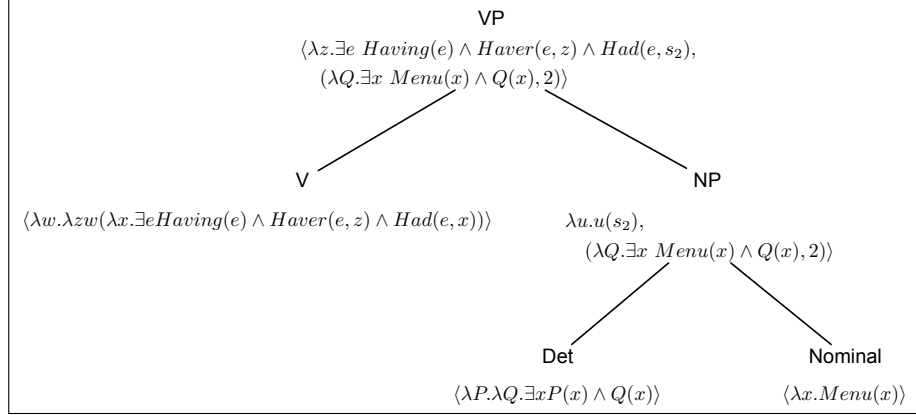 VP
⟨λz.∃e Having(e) ∧ Haver(e, z) ∧ Had(e, s₂),
(λQ.∃x Menu(x) ∧ Q(x), 2)⟩
V
NP
⟨λw.λzw(λx.∃eHaving(e) ∧ Haver(e, z) ∧ Had(e, x))⟩
λu.u(s₂),
(λQ.∃x Menu(x) ∧ Q(x), 2)⟩
Det
Nominal
⟨λP.λQ.∃xP(x) ∧ Q(x)⟩
⟨λx.Menu(x)⟩